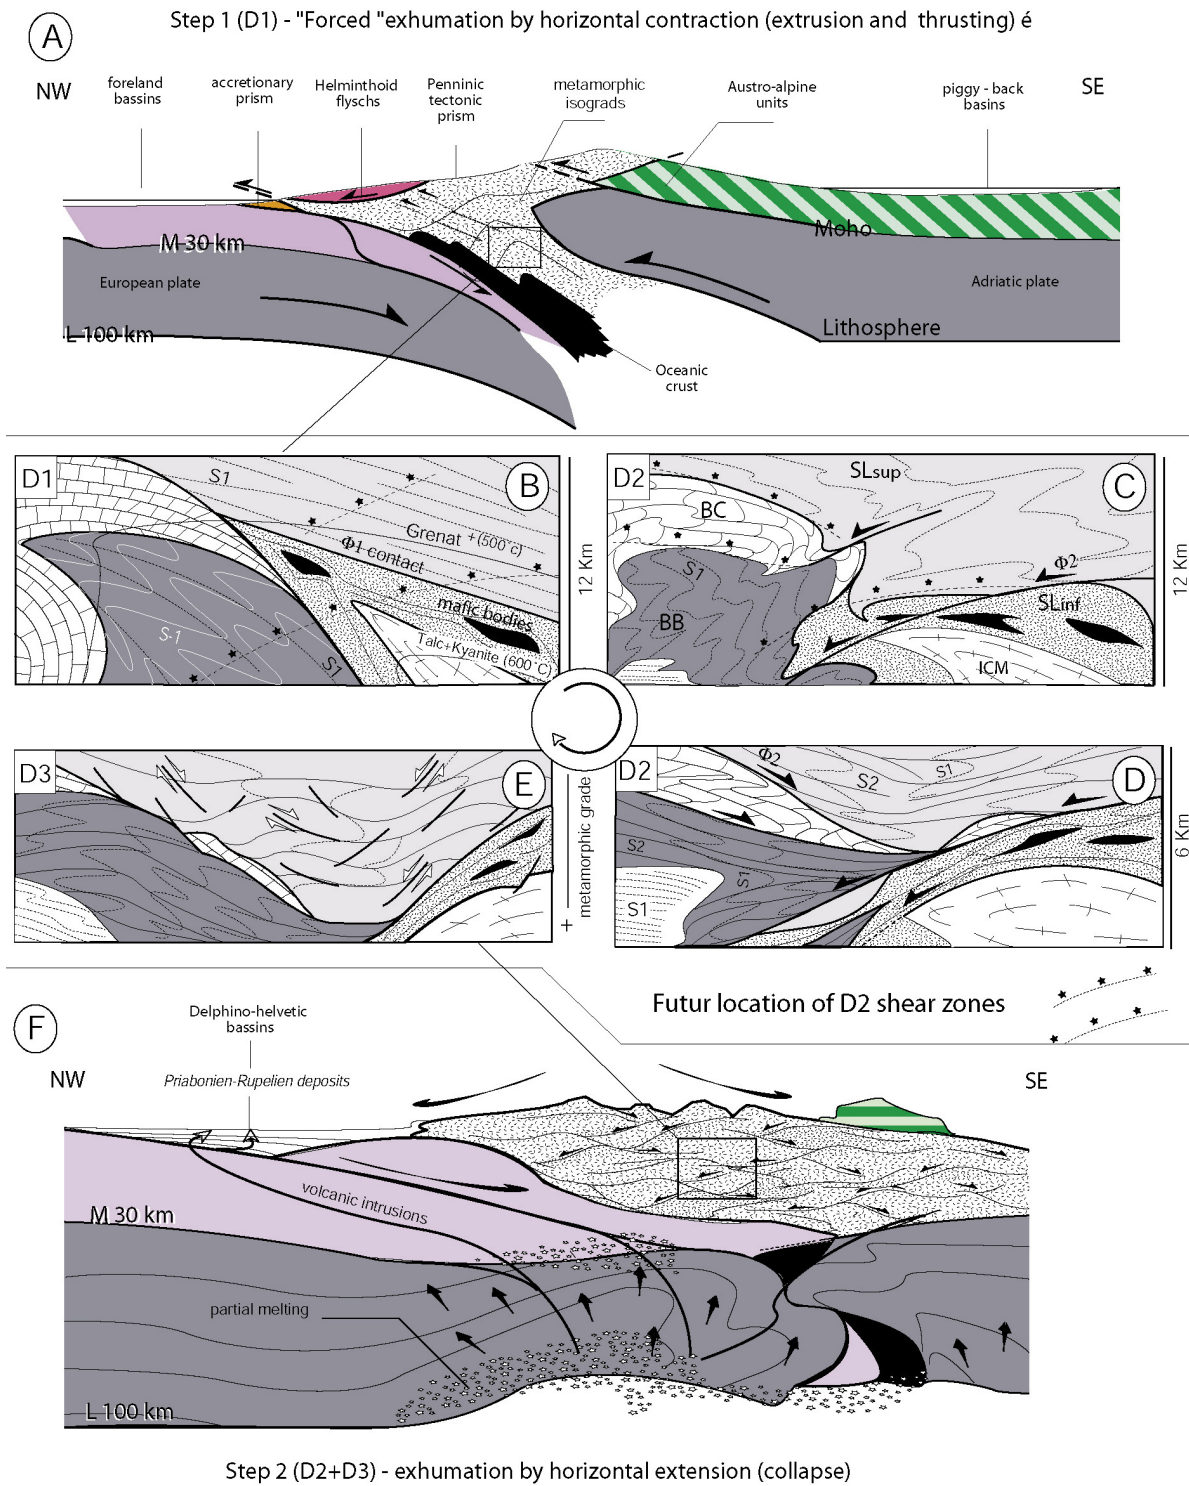 Step 1 (D1) - "Forced "exhumation by horizontal contraction (extrusion and thrusting) é
A
NW
foreland
bassins
accretionary
prism
Helminthoid
flyschs
Penninic
tectonic
prism
metamorphic
isograds
Austro-alpine
units
piggy - back
basins
SE
M 30 km
Moho
European plate
Adriatic plate
L 100 km
Lithosphere
Oceanic
crust
D1
S1
B
Grenat +(500°c)
Φ1 contact
mafic bodies
Talc+Kyanite (600°C)
S-1
S1
12 Km
D2
SLsup
C
BC
S1
Φ2
SLinf
BB
ICM
12 Km
D3
E
+
metamorphic grade
D2
Φ2
S2
S1
D
S2
S1
S1
6 Km
Futur location of D2 shear zones
F
Delphino-helvetic
bassins
NW
Priabonien-Rupelien deposits
SE
volcanic intrusions
M 30 km
partial melting
L 100 km
Step 2 (D2+D3) - exhumation by horizontal extension (collapse)